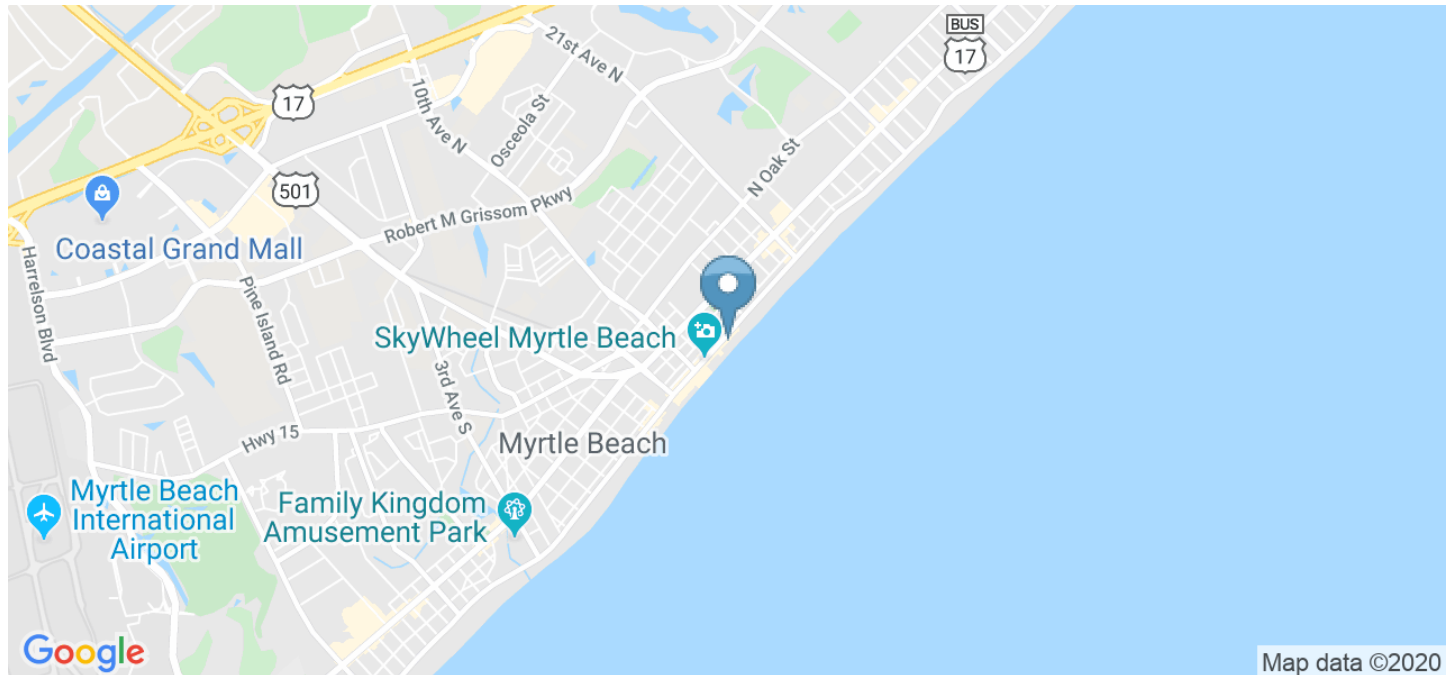 BUS
17
21st Ave N
17
10th Ave N
Osceola St
N Oak St
501
Robert M Grissom Pkwy
Coastal Grand Mall
Harrelson Blvd
Pine Island Rd
SkyWheel Myrtle Beach
3rd Ave S
Hwy 15
Myrtle Beach
Myrtle Beach
International
Airport
Family Kingdom
Amusement Park
Google
Map data ©2020